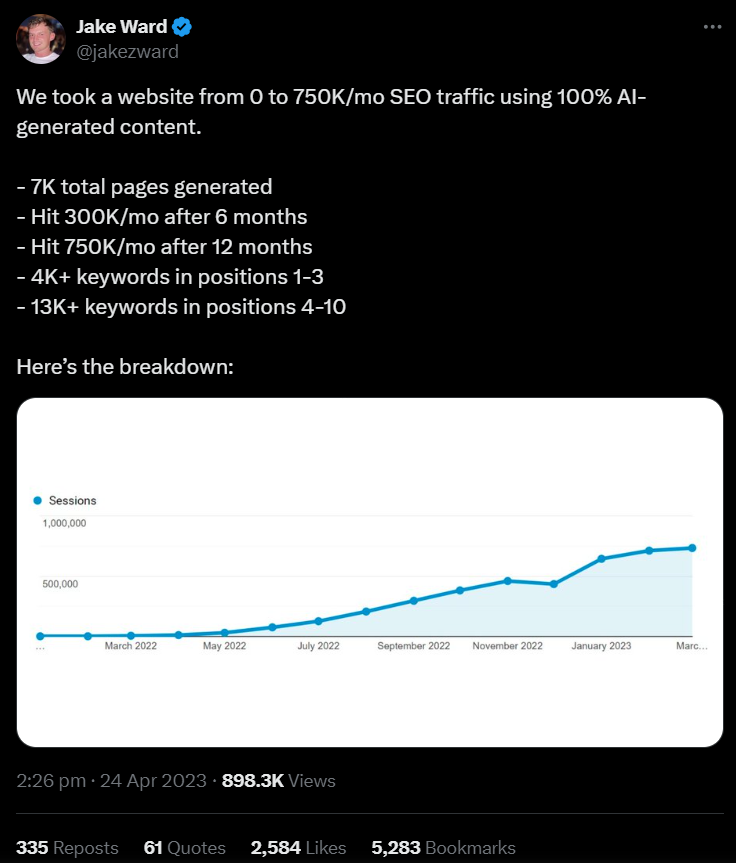 Jake Ward
@jakezward
We took a website from 0 to 750K/mo SEO traffic using 100% AI-
generated content.
- 7K total pages generated
- Hit 300K/mo after 6 months
- Hit 750K/mo after 12 months
- 4K+ keywords in positions 1-3
- 13K+ keywords in positions 4-10
Here’s the breakdown:
Sessions
1,000,000
500,000
... March 2022 May 2022 July 2022 September 2022 November 2022 January 2023 Marc...
2:26 pm · 24 Apr 2023 · 898.3K Views
335 Reposts 61 Quotes 2,584 Likes 5,283 Bookmarks